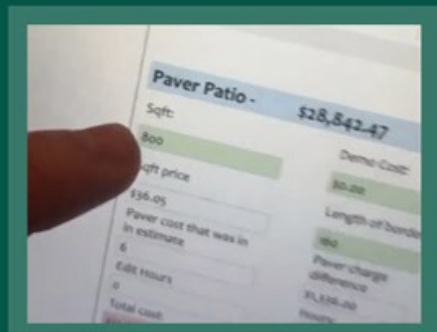 Paver Patio - $28,842.47
Sqft:
800
Sqft price
$36.05
Paver cost that was in
in estimate
6
Edit Hours
0
Total cost:
Demo Cost:
$0.00
Length of border
160
Paver charge
difference
$1,336.00
Hours: